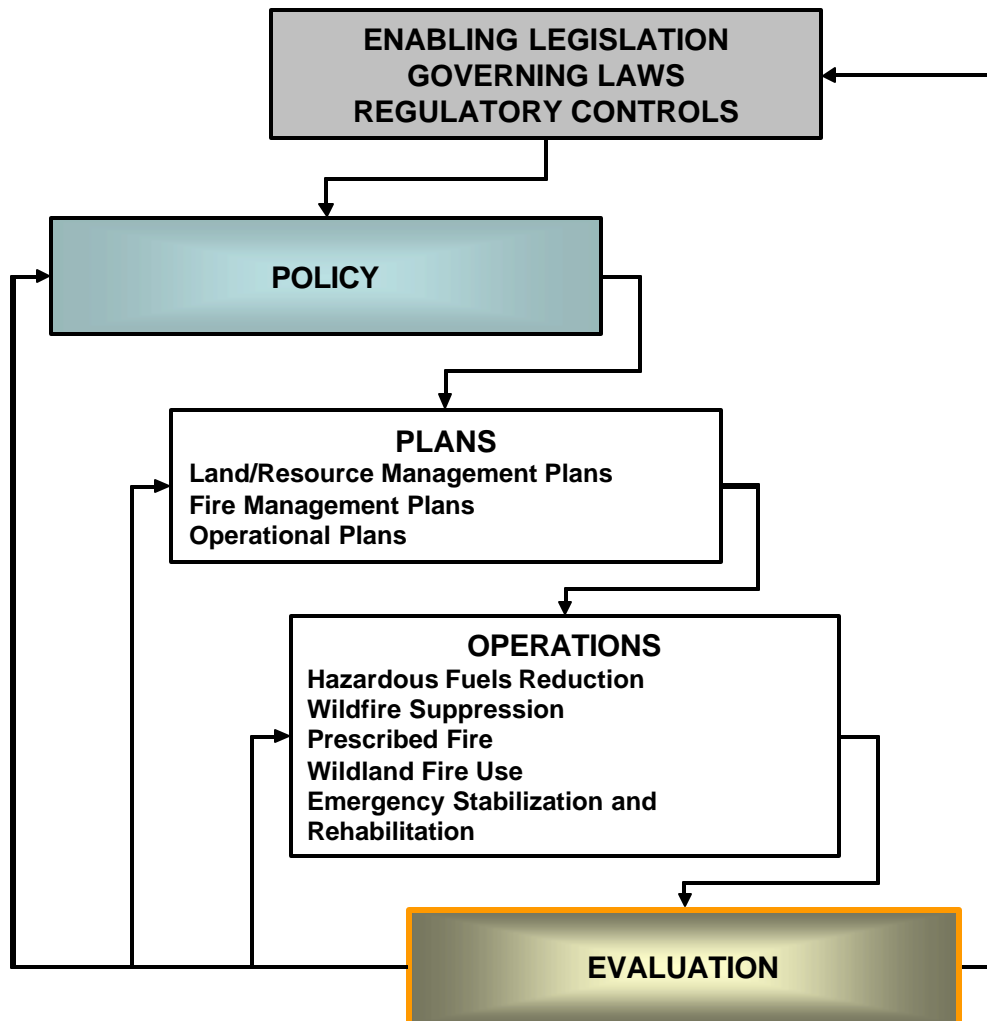 ENABLING LEGISLATION
GOVERNING LAWS
REGULATORY CONTROLS
POLICY
PLANS
Land/Resource Management Plans
Fire Management Plans
Operational Plans
OPERATIONS
Hazardous Fuels Reduction
Wildfire Suppression
Prescribed Fire
Wildland Fire Use
Emergency Stabilization and
Rehabilitation
EVALUATION